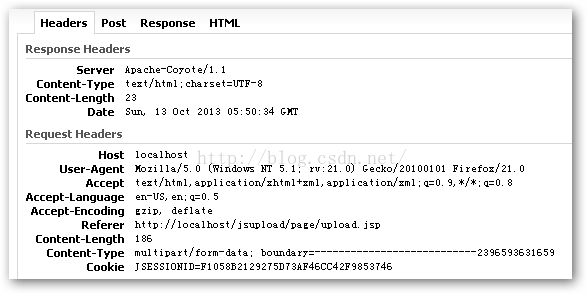 Headers Post Response HTML
Response Headers
Server Apache-Coyote/1.1
Content-Type text/html;charset=UTF-8
Content-Length 23
Date Sun, 13 Oct 2013 05:50:34 GMT
Request Headers
Host localhost
http://blog.csdn.net/
User-Agent Mozilla/5.0 (Windows NT 5.1; rv:21.0) Gecko/20100101 Firefox/21.0
Accept text/html,application/xhtml+xml,application/xml;q=0.9,*/*;q=0.8
Accept-Language en-US,en;q=0.5
Accept-Encoding gzip, deflate
Referer http://localhost/jsupload/page/upload.jsp
Content-Length 186
Content-Type multipart/form-data; boundary=---------------------------2396593631659
Cookie JSESSIONID=F1058B2129275D73AF46CC42F9853746